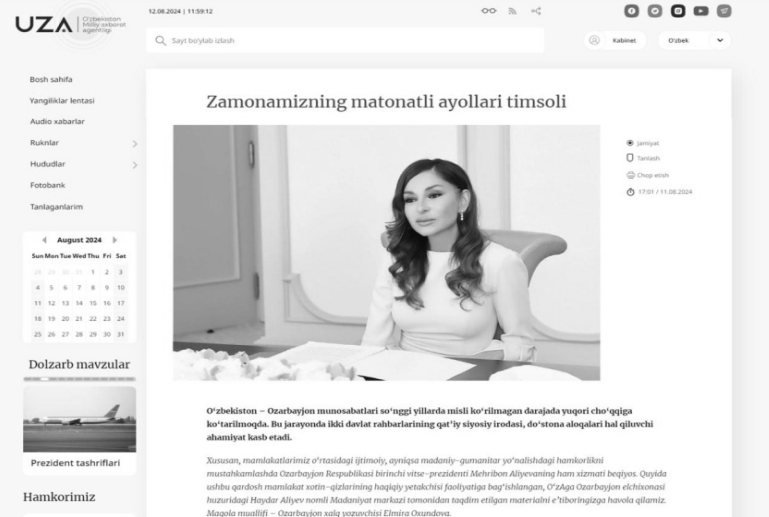 12.08.2024 | 11:59:12
UZA
O'zbekiston
Milliy axborot
agentligi
Sayt bo'ylab izlash
Kabinet
O'zbek
Bosh sahifa
Yangiliklar lentasi
Audio xabarlar
Ruknlar
Hududlar
Fotobank
Tanlaganlarim
August 2024
Sun Mon Tue Wed Thu Fri Sat
28 29 30 31 1 2 3
4 5 6 7 8 9 10
11 12 13 14 15 16 17
18 19 20 21 22 23 24
25 26 27 28 29 30 31
Dolzarb mavzular
Prezident tashriflari
Hamkorimiz
Zamonamizning matonatli ayollari timsoli
Jamiyat
Tanlash
Chop etish
17:01 / 11.08.2024
O‘zbekiston – Ozarbayjon munosabatlari so‘nggi yillarda misli ko‘rilmagan darajada yuqori cho‘qqiga
ko‘tarilmoqda. Bu jarayonda ikki davlat rahbarlarining qat’iy siyosiy irodasi, do‘stona aloqalari hal qiluvchi
ahamiyat kasb etadi.
Xususan, mamlakatlarimiz o‘rtasidagi ijtimoiy, ayniqsa madaniy-gumanitar yo‘nalishdagi hamkorlikni
mustahkamlashda Ozarbayjon Respublikasi birinchi vitse-prezidenti Mehribon Aliyevaning ham xizmati beqiyos. Quyida
ushbu qardosh mamlakat xotin-qizlarining haqiqiy yetakchisi faoliyatiga bag‘ishlangan, O‘zAga Ozarbayjon elchixonasi
huzuridagi Haydar Aliyev nomli Madaniyat markazi tomonidan taqdim etilgan materialni e’tiboringizga havola qilamiz.
Maqola muallifi – Ozarbayjon xalq yozuvchisi Elmira Oxundova.